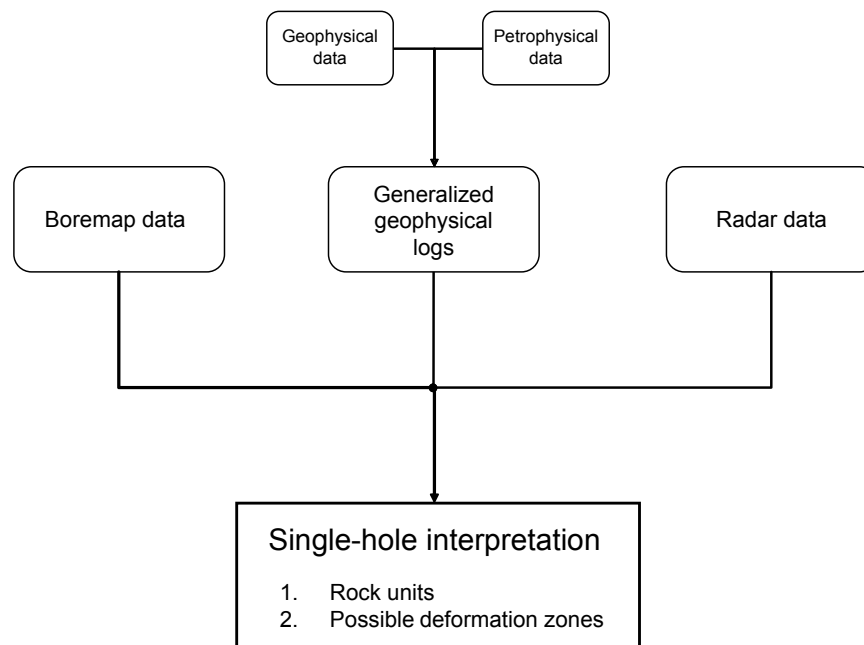 Geophysical
data
Petrophysical
data
Boremap data
Generalized
geophysical
logs
Radar data
Single-hole interpretation
1. Rock units
2. Possible deformation zones